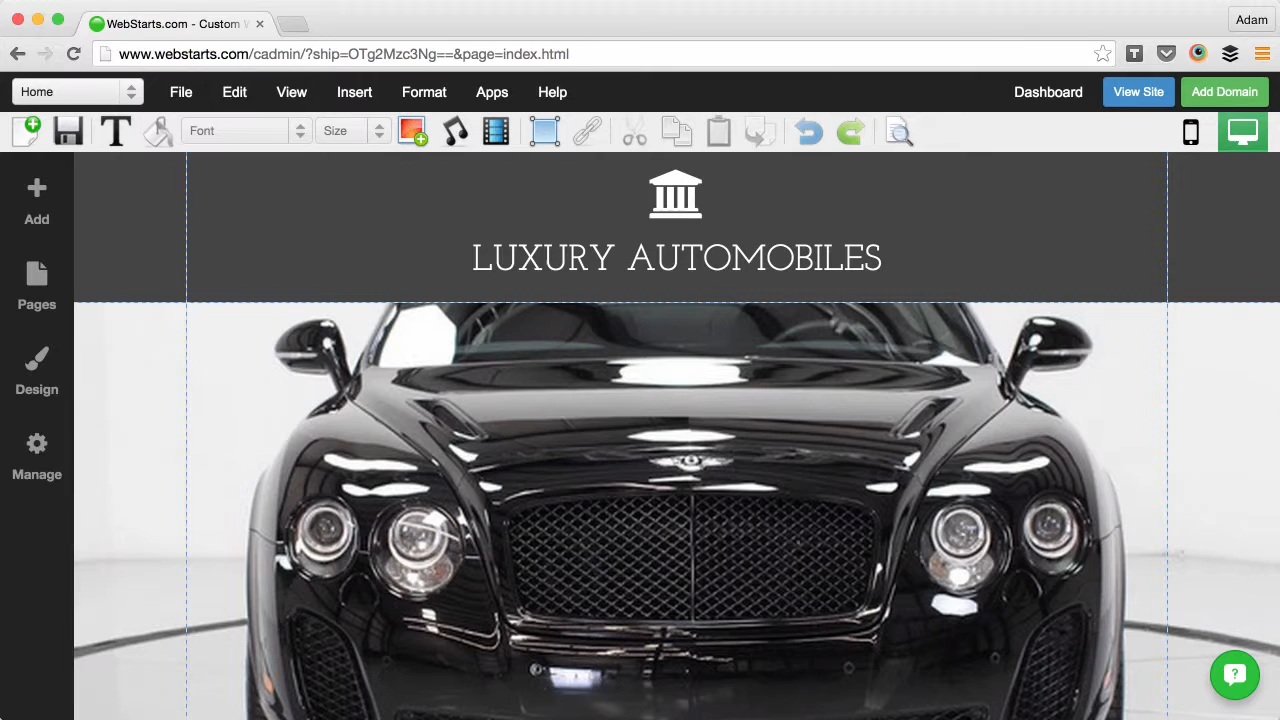 WebStarts.com - Custom W
Adam
www.webstarts.com/cadmin/?ship=OTg2Mzc3Ng==&page=index.html
Home
File
Edit
View
Insert
Format
Apps
Help
Dashboard
View Site
Add Domain
T
Font
Size
Add
Pages
Design
Manage
LUXURY AUTOMOBILES